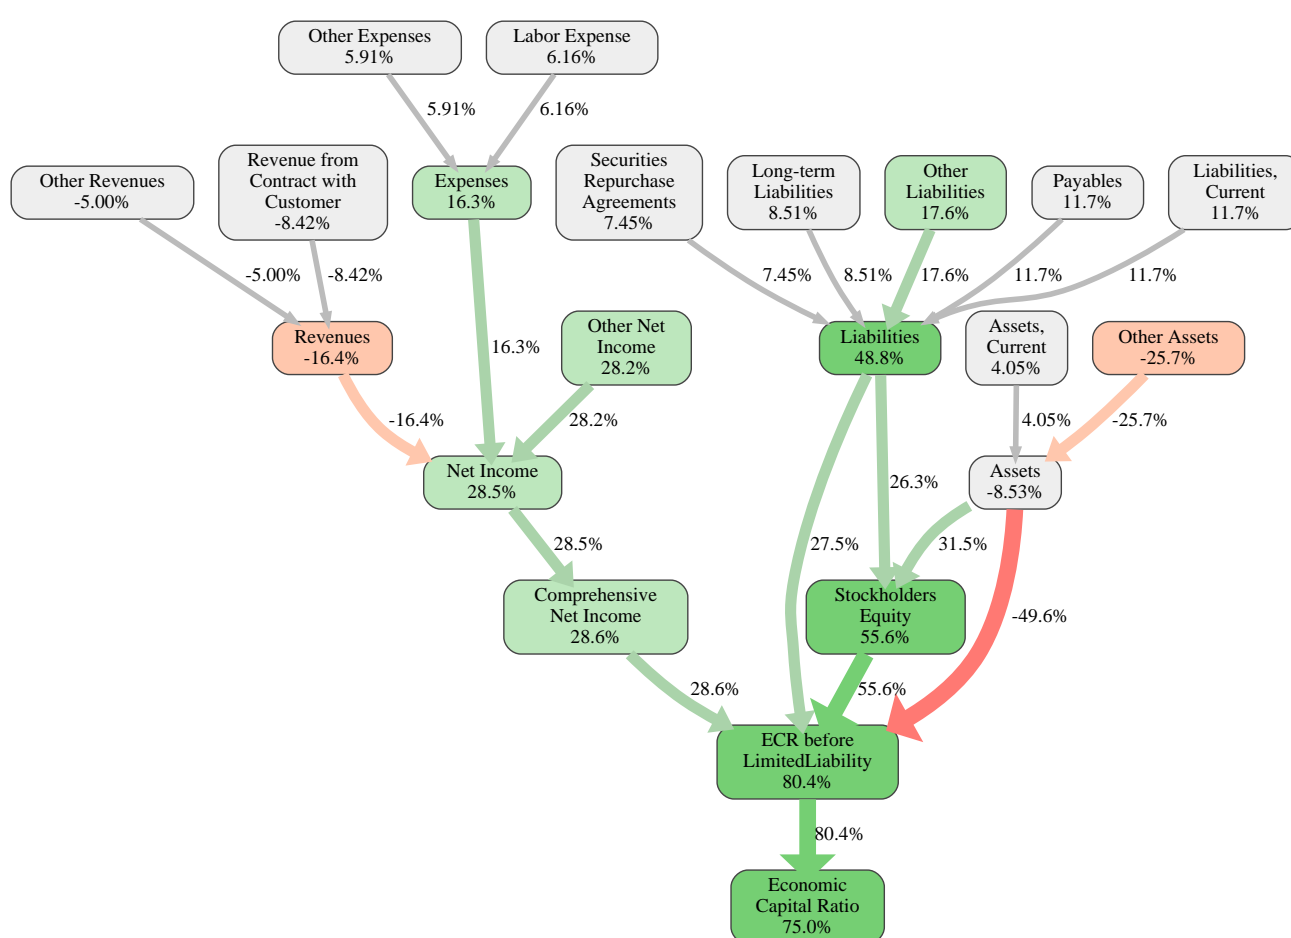 Other Expenses
5.91%
Labor Expense
6.16%
5.91%
6.16%
Other Revenues
-5.00%
Revenue from
Contract with
Customer
-8.42%
Expenses
16.3%
Securities
Repurchase
Agreements
7.45%
Long-term
Liabilities
8.51%
Other
Liabilities
17.6%
Payables
11.7%
Liabilities,
Current
11.7%
-5.00%
-8.42%
7.45%
8.51%
17.6%
11.7%
11.7%
Revenues
-16.4%
16.3%
Other Net
Income
28.2%
Liabilities
48.8%
Assets,
Current
4.05%
Other Assets
-25.7%
-16.4%
28.2%
4.05%
-25.7%
Net Income
28.5%
26.3%
Assets
-8.53%
28.5%
27.5%
31.5%
Comprehensive
Net Income
28.6%
Stockholders
Equity
55.6%
-49.6%
28.6%
55.6%
ECR before
LimitedLiability
80.4%
80.4%
Economic
Capital Ratio
75.0%